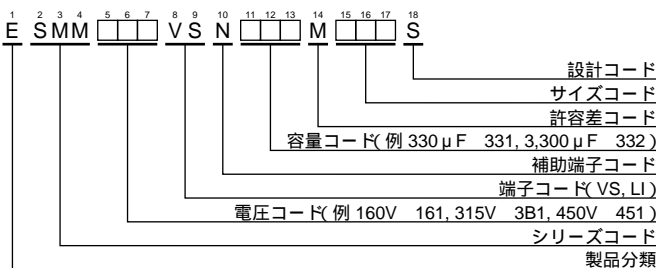 1 2 3 4 5 6 7 8 9 10 11 12 13 14 15 16 17 18
E SMM □□□ VS N □□□ M □□□ S
設計コード
サイズコード
許容差コード
容量コード(例 330μF 331, 3,300μF 332)
補助端子コード
端子コード(VS, LI)
電圧コード(例 160V 161, 315V 3B1, 450V 451)
シリーズコード
製品分類